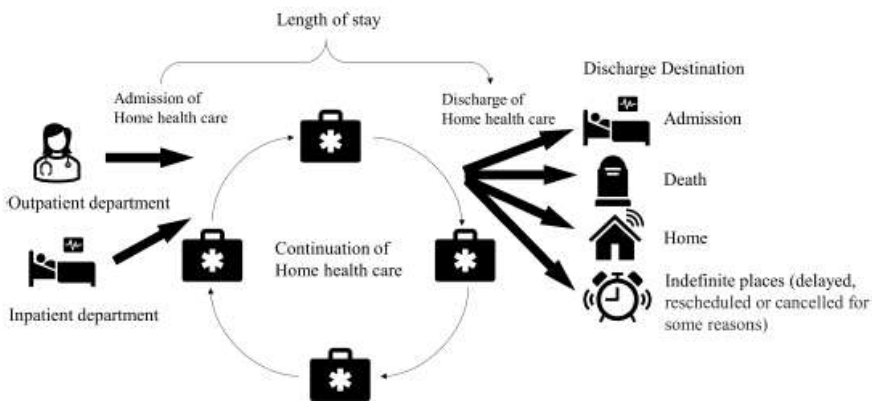 Length of stay
Discharge Destination
Admission of
Home health care
Discharge of
Home health care
Admission
Outpatient department
Death
Continuation of
Home health care
Home
Inpatient department
Indefinite places (delayed,
rescheduled or cancelled for
some reasons)